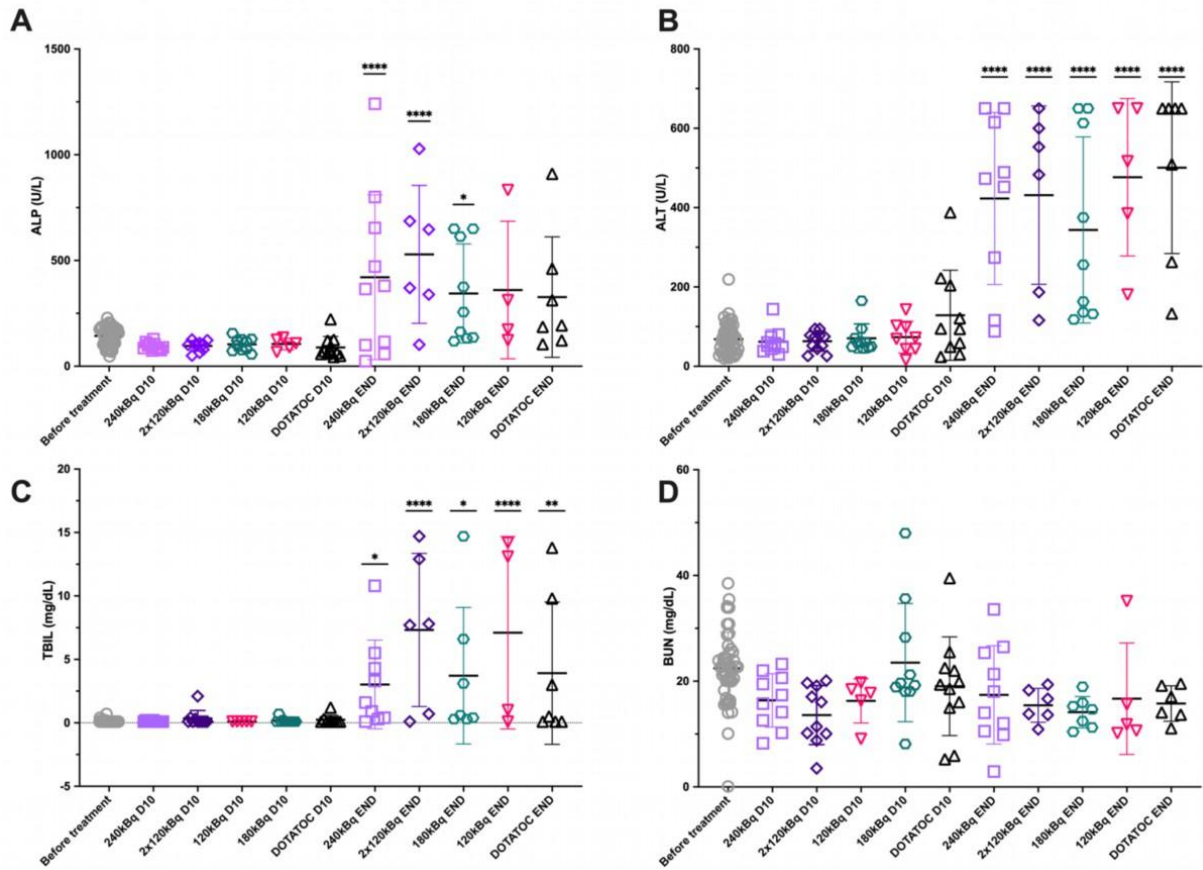 A
B
ALP (U/L)
1500
1000
500
0
****
****
*
Before treatment
240kBq D10
2x120kBq D10
180kBq D10
120kBq D10
DOTATOC D10
240kBq END
2x120kBq END
180kBq END
120kBq END
DOTATOC END
ALT (U/L)
800
600
400
200
0
****
****
****
****
****
Before treatment
240kBq D10
2x120kBq D10
180kBq D10
120kBq D10
DOTATOC D10
240kBq END
2x120kBq END
180kBq END
120kBq END
DOTATOC END
C
D
TBIL (mg/dL)
20
15
10
5
0
-5
*
****
*
****
**
Before treatment
240kBq D10
2x120kBq D10
120kBq D10
180kBq D10
DOTATOC D10
240kBq END
2x120kBq END
180kBq END
120kBq END
DOTATOC END
BUN (mg/dL)
60
40
20
0
Before treatment
240kBq D10
2x120kBq D10
120kBq D10
180kBq D10
DOTATOC D10
240kBq END
2x120kBq END
180kBq END
120kBq END
DOTATOC END